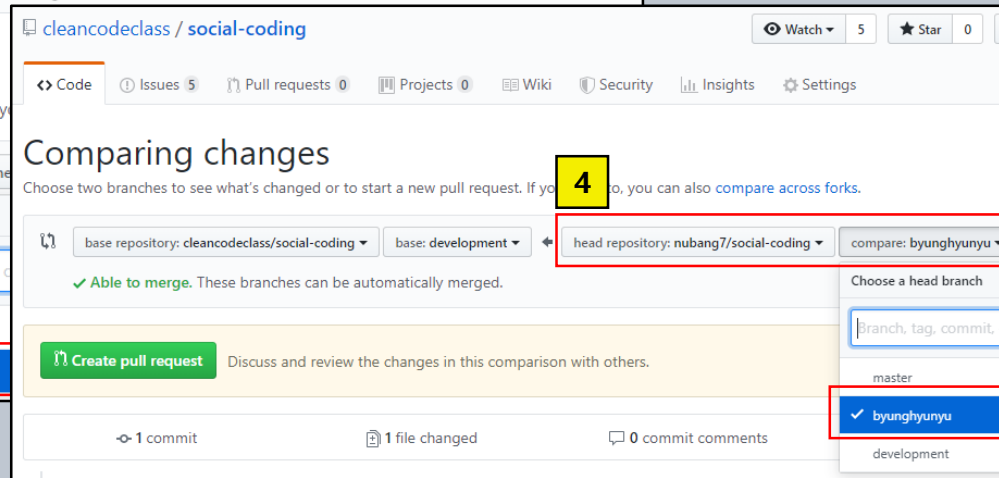 cleancodeclass / social-coding
Watch 5 Star 0
Code Issues 5 Pull requests 0 Projects 0 Wiki Security Insights Settings
Comparing changes
4
Choose two branches to see what's changed or to start a new pull request. If you to, you can also compare across forks.
base repository: cleancodeclass/social-coding base: development head repository: nubang7/social-coding compare: byunghyunyu
Able to merge. These branches can be automatically merged.
Choose a head branch
Branch, tag, commit,
Create pull request Discuss and review the changes in this comparison with others.
master
byunghyunyu
development
1 commit 1 file changed 0 commit comments